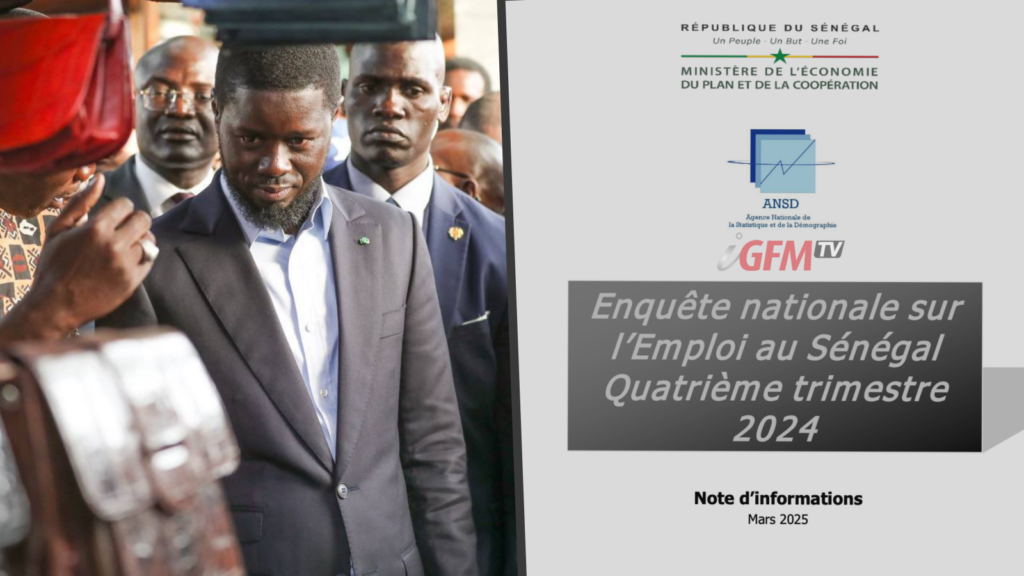 RÉPUBLIQUE DU SÉNÉGAL
Un Peuple - Un But - Une Foi
MINISTÈRE DE L'ÉCONOMIE
DU PLAN ET DE LA COOPÉRATION
ANSD
Agence Nationale de
la Statistique et de la Démographie
iGFM TV
Enquête nationale sur
l'Emploi au Sénégal
Quatrième trimestre
2024
Note d'informations
Mars 2025